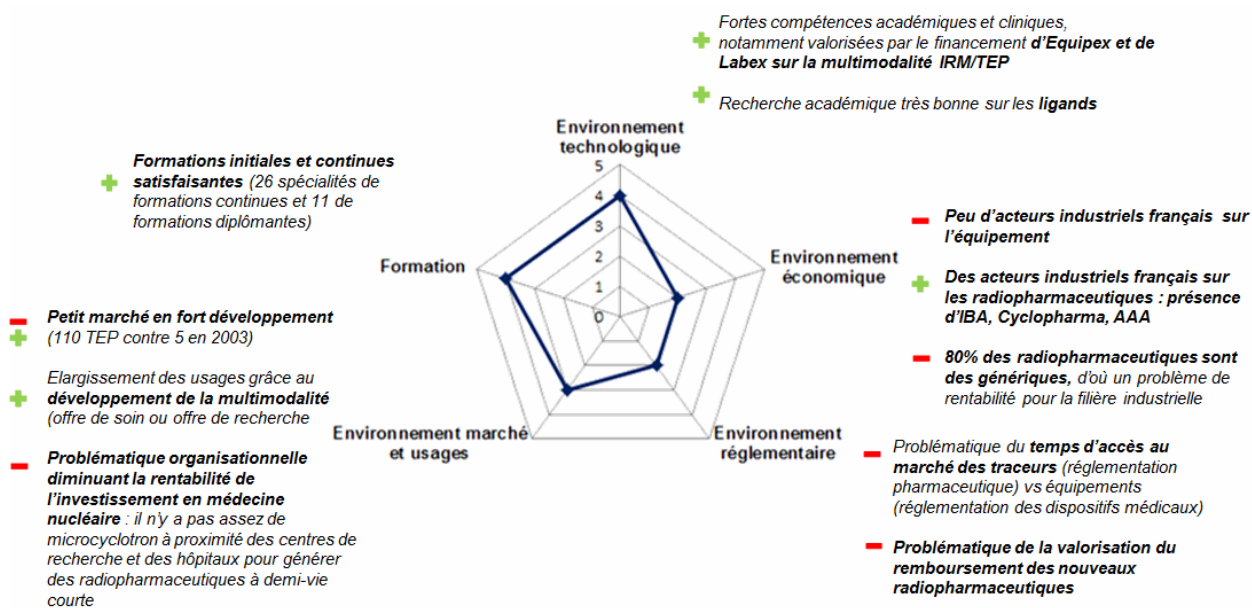 Fortes compétences académiques et cliniques,
notamment valorisées par le financement d'Equipex et de
Labex sur la multimodalité IRM/TEP
Recherche académique très bonne sur les ligands
Environnement
technologique
5
4
3
2
1
0
Formations initiales et continues
satisfaisantes (26 spécialités de
formations continues et 11 de
formations diplômantes)
Formation
Environnement
économique
Peu d'acteurs industriels français sur
l'équipement
Des acteurs industriels français sur
les radiopharmaceutiques : présence
d'IBA, Cyclopharma, AAA
80% des radiopharmaceutiques sont
des génériques, d'où un problème de
rentabilité pour la filière industrielle
Petit marché en fort développement
(110 TEP contre 5 en 2003)
Elargissement des usages grâce au
développement de la multimodalité
(offre de soin ou offre de recherche
Problématique organisationnelle
diminuant la rentabilité de
l'investissement en médecine
nucléaire : il n'y a pas assez de
microcyclotron à proximité des centres de
recherche et des hôpitaux pour générer
des radiopharmaceutiques à demi-vie
courte
Environnement marché
et usages
Environnement
réglementaire
Problématique du temps d'accès au
marché des traceurs (réglementation
pharmaceutique) vs équipements
(réglementation des dispositifs médicaux)
Problématique de la valorisation du
remboursement des nouveaux
radiopharmaceutiques